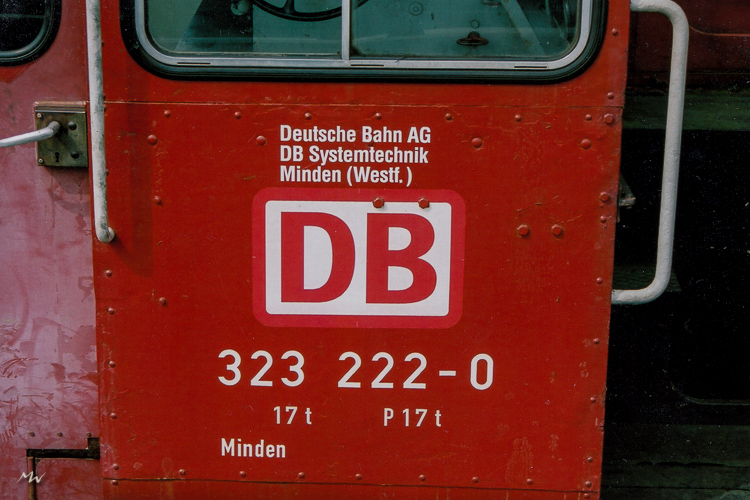 Deutsche Bahn AG
DB Systemtechnik
Minden (Westf.)
DB
323 222-0
17 t P 17 t
Minden